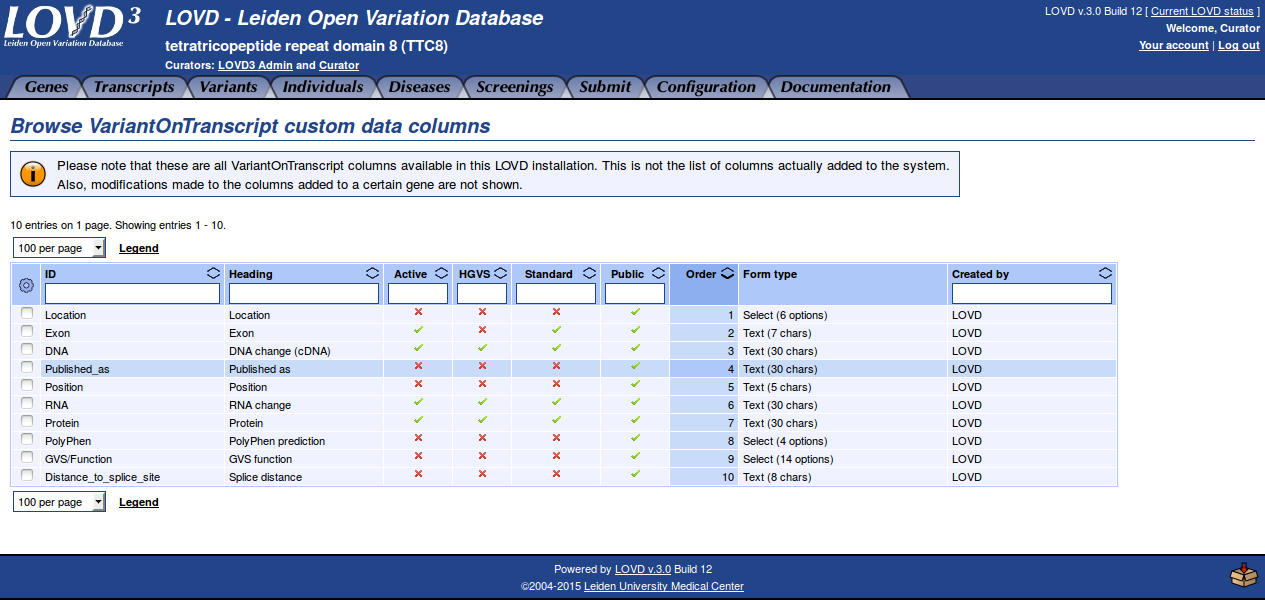 LOVD 3
Leiden Open Variation Database
LOVD - Leiden Open Variation Database
tetratricopeptide repeat domain 8 (TTC8)
Curators: LOVD3 Admin and Curator
LOVD v.3.0 Build 12 [ Current LOVD status ]
Welcome, Curator
Your account | Log out
Genes Transcripts Variants Individuals Diseases Screenings Submit Configuration Documentation
Browse VariantOnTranscript custom data columns
Please note that these are all VariantOnTranscript columns available in this LOVD installation. This is not the list of columns actually added to the system.
Also, modifications made to the columns added to a certain gene are not shown.
10 entries on 1 page. Showing entries 1 - 10.
100 per page Legend
ID Heading Active HGVS Standard Public Order Form type Created by
Location Location 1 Select (6 options) LOVD
Exon Exon 2 Text (7 chars) LOVD
DNA DNA change (cDNA) 3 Text (30 chars) LOVD
Published_as Published as 4 Text (30 chars) LOVD
Position Position 5 Text (5 chars) LOVD
RNA RNA change 6 Text (30 chars) LOVD
Protein Protein 7 Text (30 chars) LOVD
PolyPhen PolyPhen prediction 8 Select (4 options) LOVD
GVS/Function GVS function 9 Select (14 options) LOVD
Distance_to_splice_site Splice distance 10 Text (8 chars) LOVD
100 per page Legend
Powered by LOVD v.3.0 Build 12
©2004-2015 Leiden University Medical Center